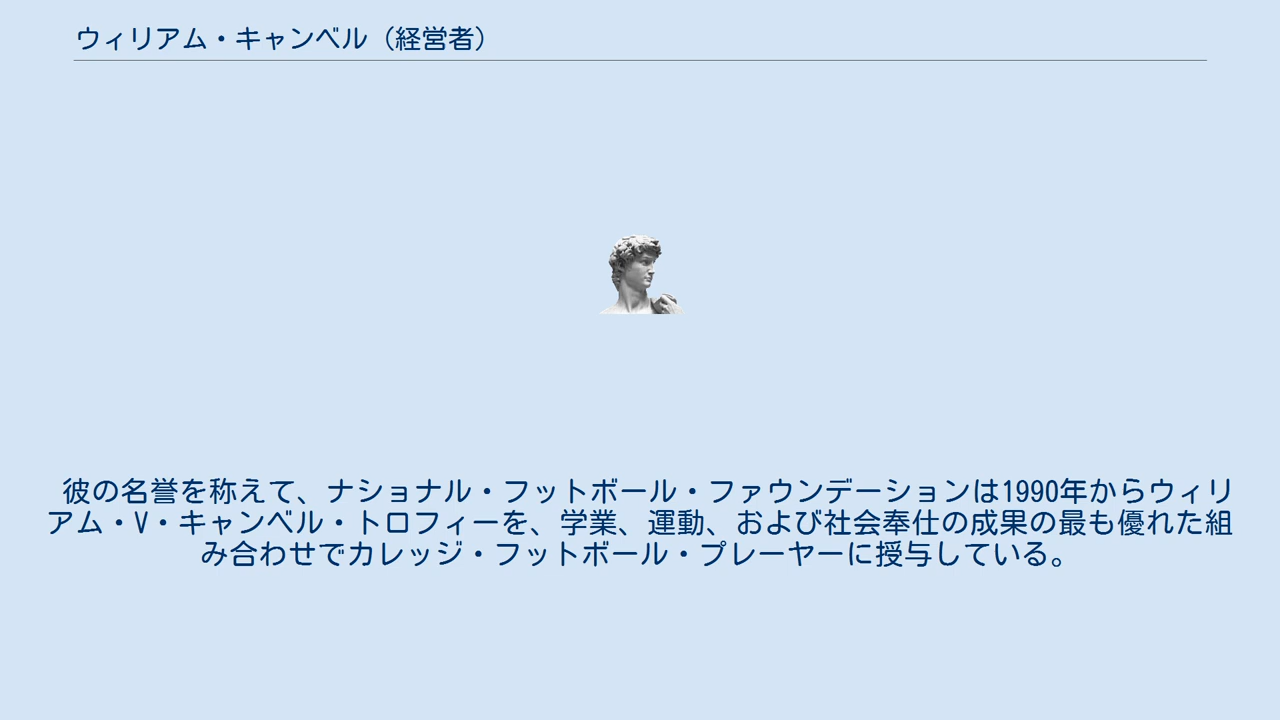 ウィリアム・キャンベル（経営者）
彼の名誉を称えて、ナショナル・フットボール・ファウンデーションは1990年からウィリ
アム・V・キャンベル・トロフィーを、学業、運動、および社会奉仕の成果の最も優れた組
み合わせでカレッジ・フットボール・プレーヤーに授与している。